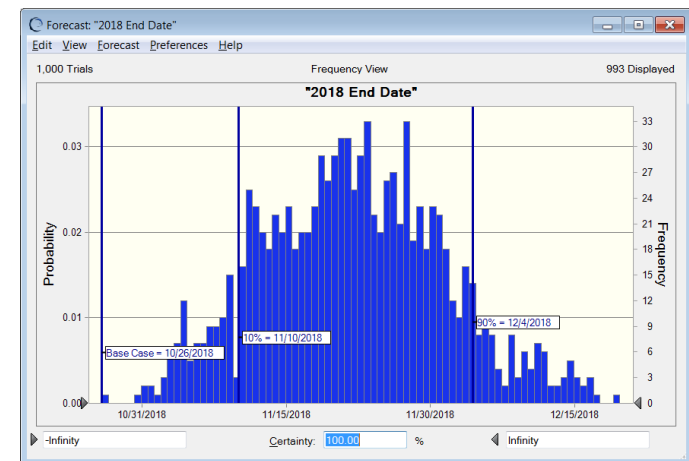 Forecast: "2018 End Date"
Edit View Forecast Preferences Help
1,000 Trials Frequency View 993 Displayed
"2018 End Date"
0.03
0.02
0.01
0.00
Probability
33
30
27
24
21
18
15
12
9
6
3
0
Frequency
Base Case = 10/26/2018
10% = 11/10/2018
90% = 12/4/2018
10/31/2018 11/15/2018 11/30/2018 12/15/2018
-Infinity Certainty: 100.00 % Infinity